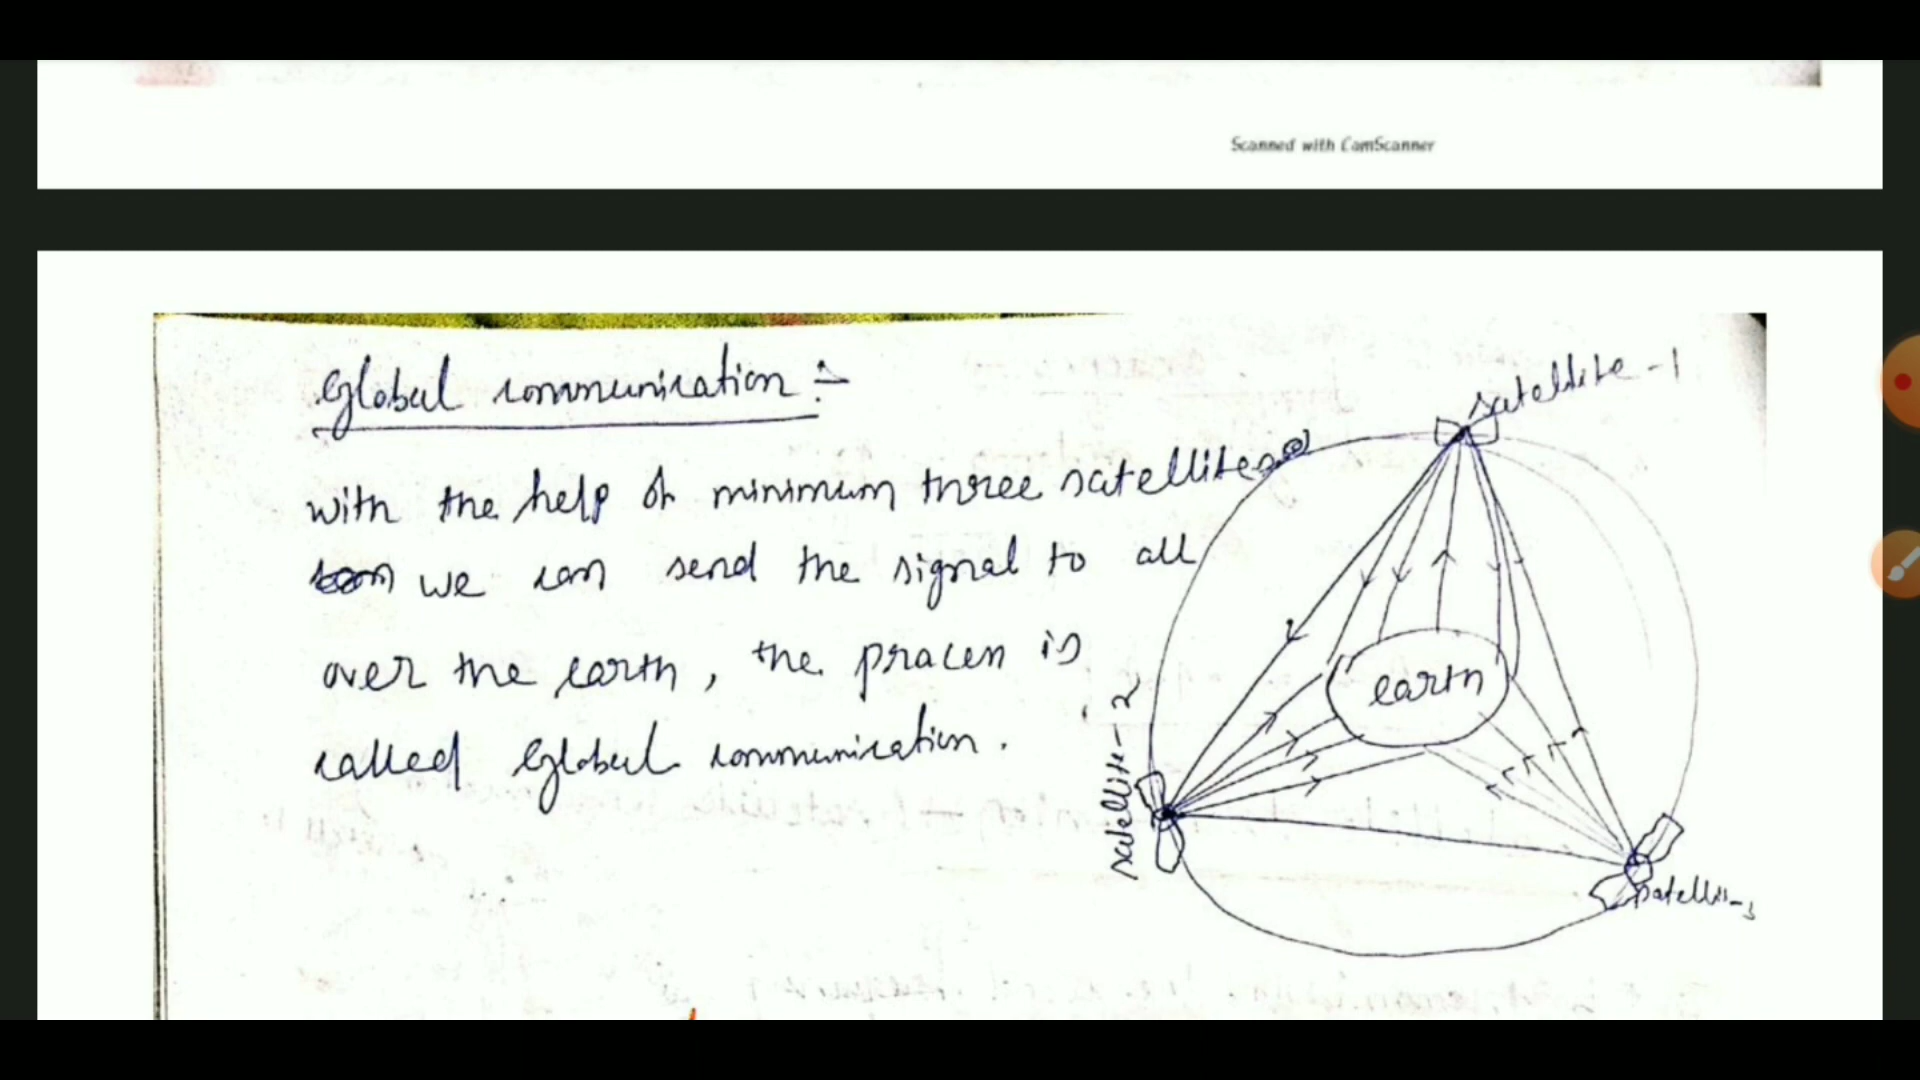 Scanned with CamScanner
Global communication :-
with the help of minimum three satellites
we can send the signal to all
over the earth, the process is
called Global communication.
satellite - 1
earth
satellite - 2
satellit - 3